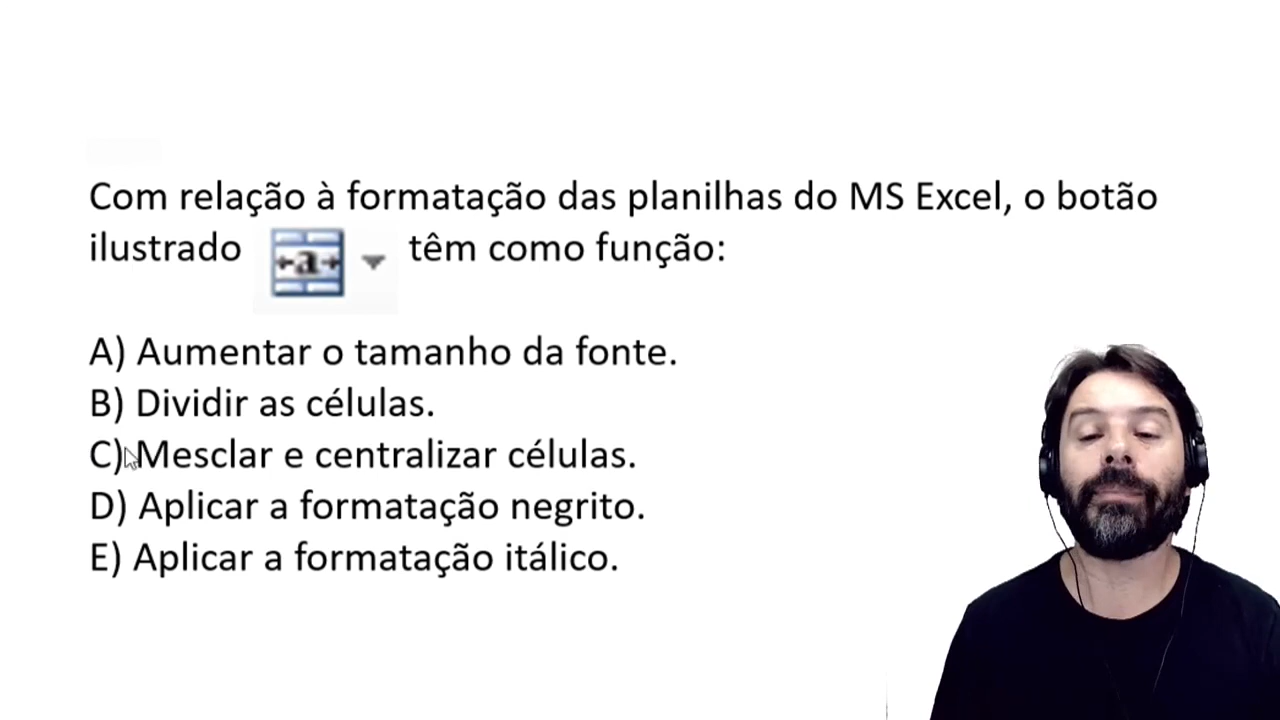 Com relação à formatação das planilhas do MS Excel, o botão
ilustrado ←a→ têm como função:
A) Aumentar o tamanho da fonte.
B) Dividir as células.
C) Mesclar e centralizar células.
D) Aplicar a formatação negrito.
E) Aplicar a formatação itálico.